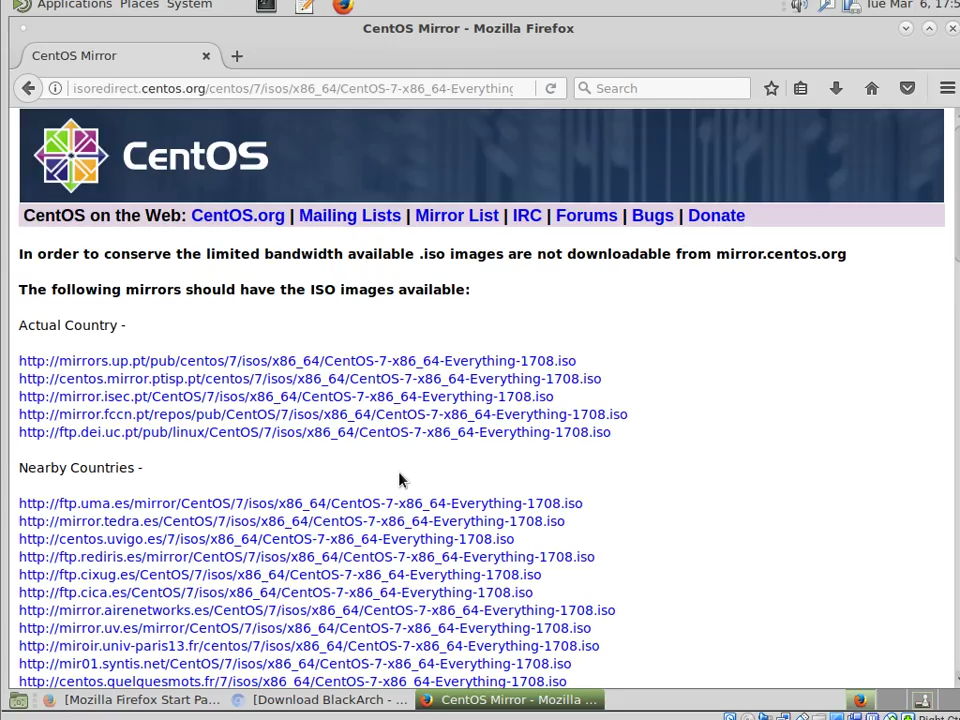 Applications Places System
Tue Mar 6, 17:5
CentOS Mirror - Mozilla Firefox
CentOS Mirror
isoredirect.centos.org/centos/7/isos/x86_64/CentOS-7-x86_64-Everything
Search
CentOS
CentOS on the Web: CentOS.org | Mailing Lists | Mirror List | IRC | Forums | Bugs | Donate
In order to conserve the limited bandwidth available .iso images are not downloadable from mirror.centos.org
The following mirrors should have the ISO images available:
Actual Country -
http://mirrors.up.pt/pub/centos/7/isos/x86_64/CentOS-7-x86_64-Everything-1708.iso
http://centos.mirror.ptisp.pt/centos/7/isos/x86_64/CentOS-7-x86_64-Everything-1708.iso
http://mirror.isec.pt/CentOS/7/isos/x86_64/CentOS-7-x86_64-Everything-1708.iso
http://mirror.fccn.pt/repos/pub/CentOS/7/isos/x86_64/CentOS-7-x86_64-Everything-1708.iso
http://ftp.dei.uc.pt/pub/linux/CentOS/7/isos/x86_64/CentOS-7-x86_64-Everything-1708.iso
Nearby Countries -
http://ftp.uma.es/mirror/CentOS/7/isos/x86_64/CentOS-7-x86_64-Everything-1708.iso
http://mirror.tedra.es/CentOS/7/isos/x86_64/CentOS-7-x86_64-Everything-1708.iso
http://centos.uvigo.es/7/isos/x86_64/CentOS-7-x86_64-Everything-1708.iso
http://ftp.rediris.es/mirror/CentOS/7/isos/x86_64/CentOS-7-x86_64-Everything-1708.iso
http://ftp.cixug.es/CentOS/7/isos/x86_64/CentOS-7-x86_64-Everything-1708.iso
http://ftp.cica.es/CentOS/7/isos/x86_64/CentOS-7-x86_64-Everything-1708.iso
http://mirror.airenetworks.es/CentOS/7/isos/x86_64/CentOS-7-x86_64-Everything-1708.iso
http://mirror.uv.es/mirror/CentOS/7/isos/x86_64/CentOS-7-x86_64-Everything-1708.iso
http://miroir.univ-paris13.fr/centos/7/isos/x86_64/CentOS-7-x86_64-Everything-1708.iso
http://mir01.syntis.net/CentOS/7/isos/x86_64/CentOS-7-x86_64-Everything-1708.iso
http://centos.quelquesmots.fr/7/isos/x86_64/CentOS-7-x86_64-Everything-1708.iso
[Mozilla Firefox Start Pa... [Download BlackArch - ... CentOS Mirror - Mozilla ...
Right Ct